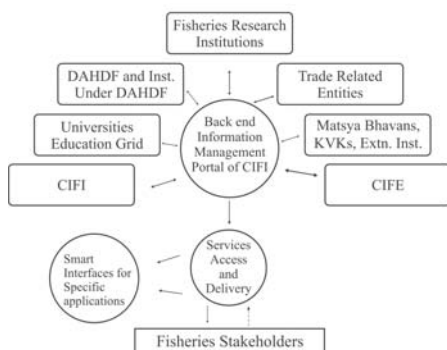 Fisheries Research
Institutions
DAHDF and Inst.
Under DAHDF
Trade Related
Entities
Universities
Education Grid
Back end
Information
Management
Portal of CIFI
Matsya Bhavans,
KVKs, Extn. Inst.
CIFI
CIFE
Smart
Interfaces for
Specific
applications
Services
Access
and
Delivery
Fisheries Stakeholders